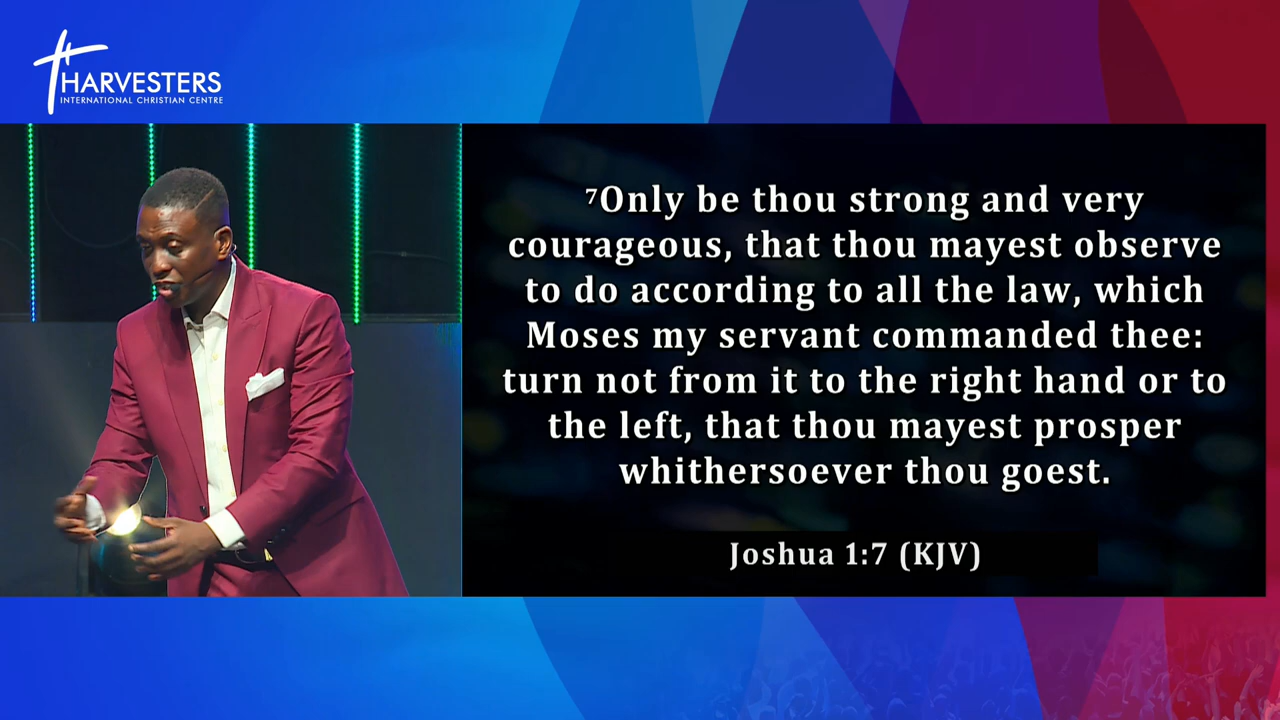 HARVESTERS
INTERNATIONAL CHRISTIAN CENTRE
⁷Only be thou strong and very
courageous, that thou mayest observe
to do according to all the law, which
Moses my servant commanded thee:
turn not from it to the right hand or to
the left, that thou mayest prosper
whithersoever thou goest.
Joshua 1:7 (KJV)